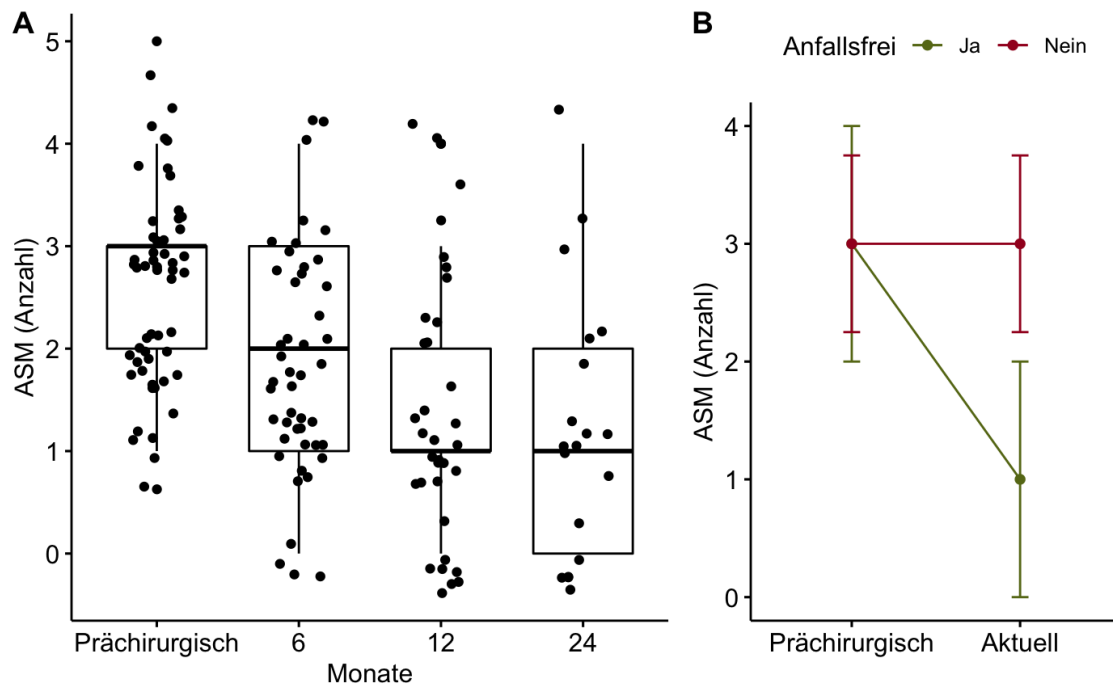 A
ASM (Anzahl)
5
4
3
2
1
0
Prächirurgisch 6 12 24
Monate
B
Anfallsfrei Ja Nein
ASM (Anzahl)
4
3
2
1
0
Prächirurgisch Aktuell